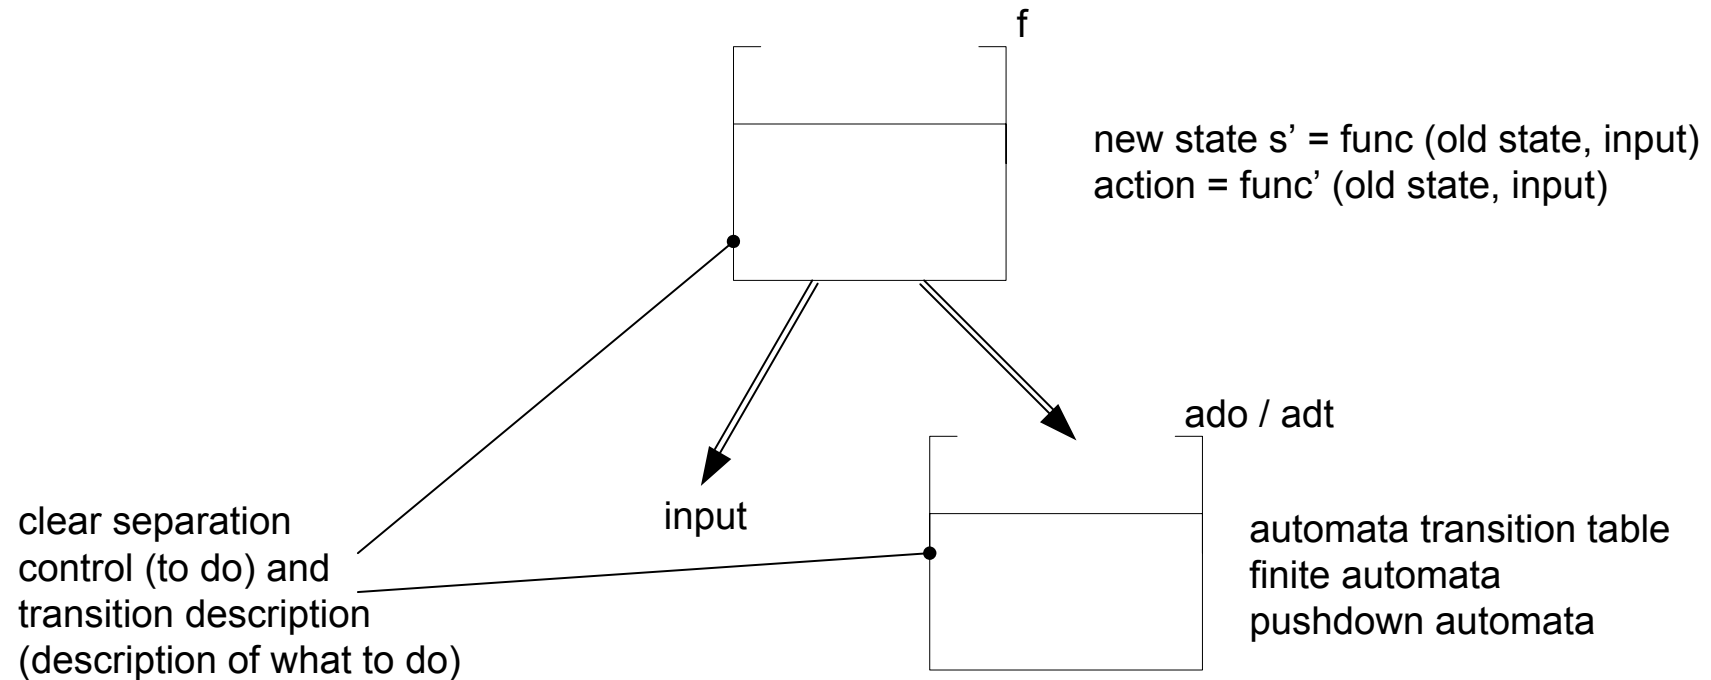 f
new state s’ = func (old state, input)
action = func’ (old state, input)
ado / adt
input
clear separation
control (to do) and
transition description
(description of what to do)
automata transition table
finite automata
pushdown automata